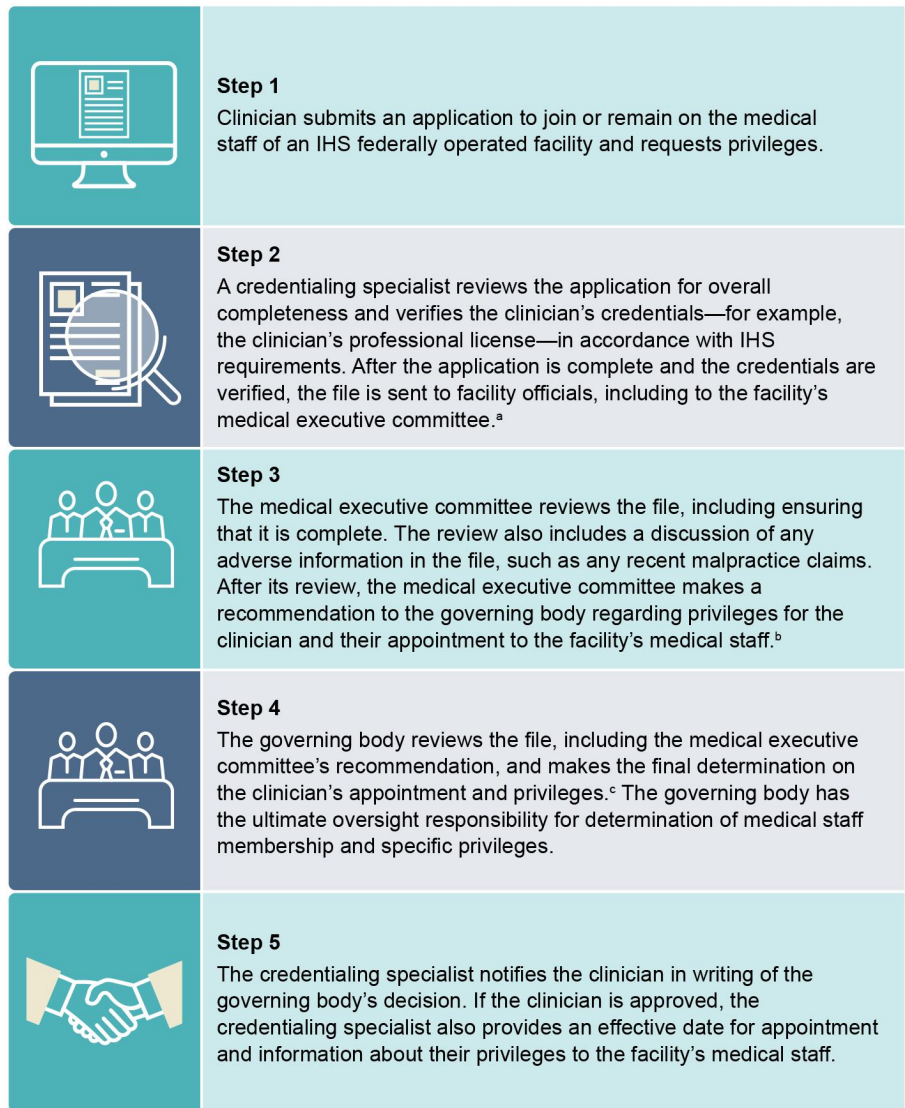 Step 1
Clinician submits an application to join or remain on the medical
staff of an IHS federally operated facility and requests privileges.
Step 2
A credentialing specialist reviews the application for overall
completeness and verifies the clinician’s credentials—for example,
the clinician’s professional license—in accordance with IHS
requirements. After the application is complete and the credentials are
verified, the file is sent to facility officials, including to the facility’s
medical executive committee.ᵃ
Step 3
The medical executive committee reviews the file, including ensuring
that it is complete. The review also includes a discussion of any
adverse information in the file, such as any recent malpractice claims.
After its review, the medical executive committee makes a
recommendation to the governing body regarding privileges for the
clinician and their appointment to the facility’s medical staff.ᵇ
Step 4
The governing body reviews the file, including the medical executive
committee’s recommendation, and makes the final determination on
the clinician’s appointment and privileges.ᶜ The governing body has
the ultimate oversight responsibility for determination of medical staff
membership and specific privileges.
Step 5
The credentialing specialist notifies the clinician in writing of the
governing body’s decision. If the clinician is approved, the
credentialing specialist also provides an effective date for appointment
and information about their privileges to the facility’s medical staff.